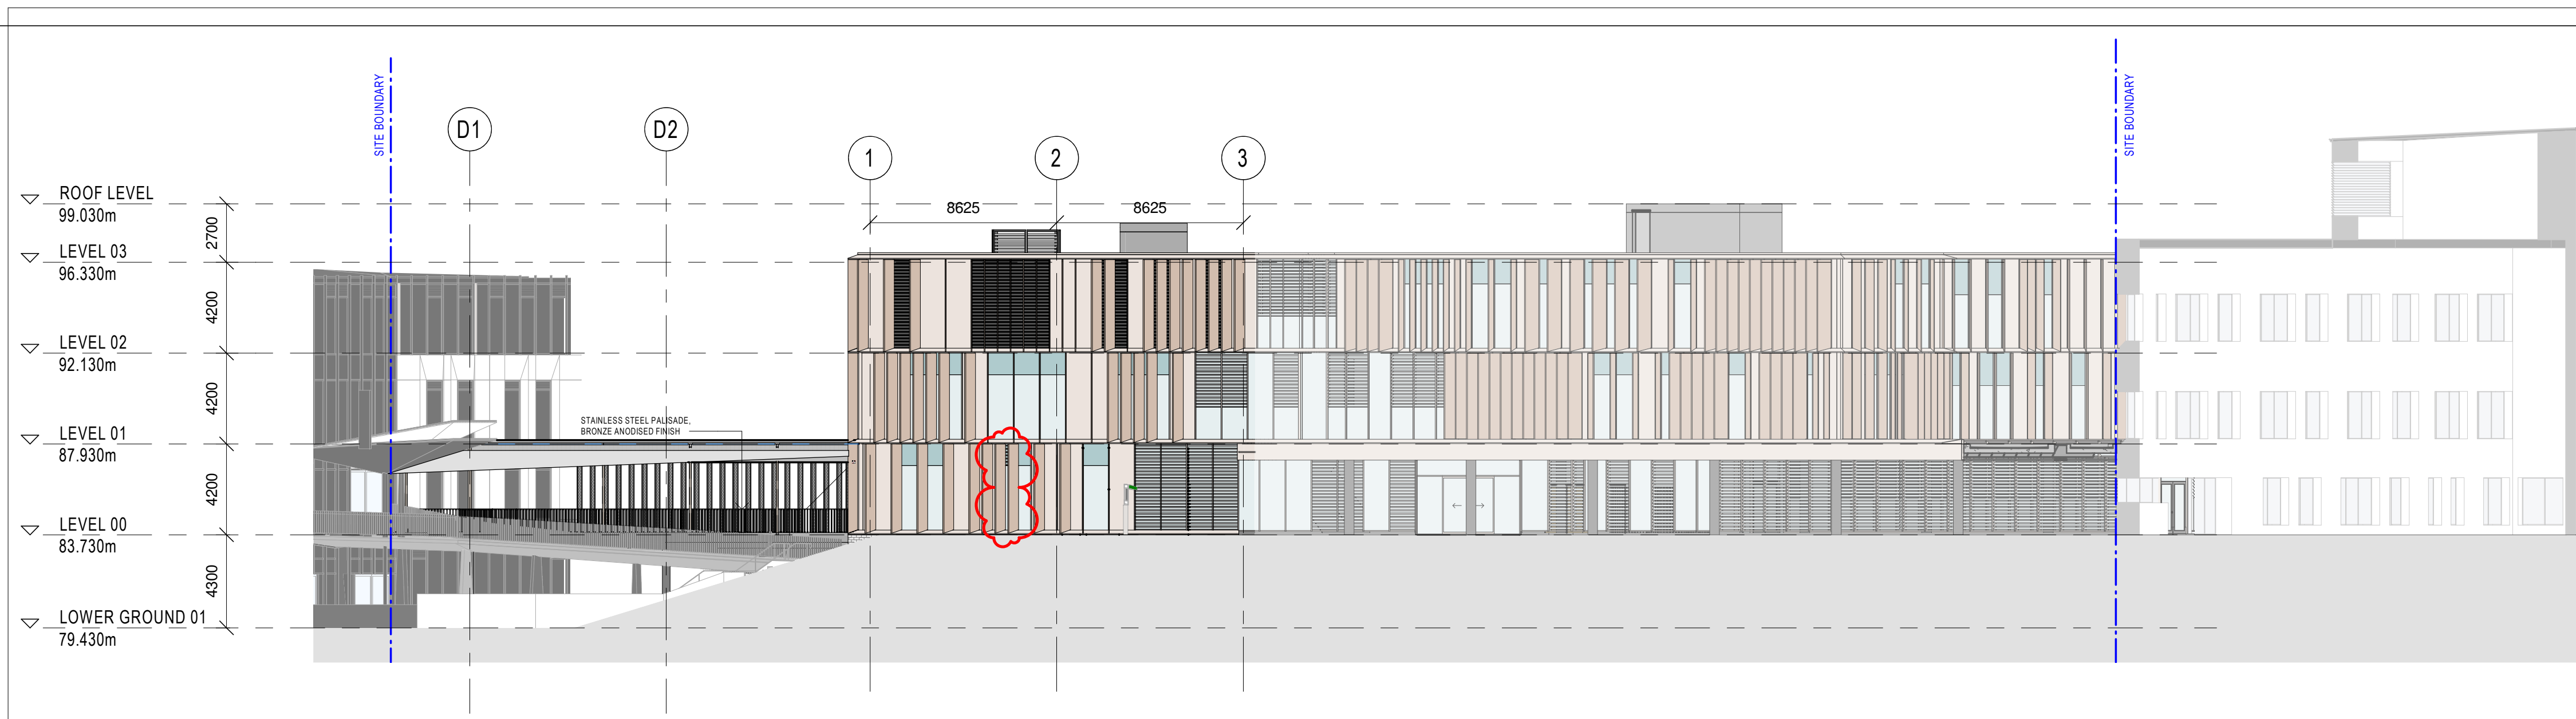 SITE BOUNDARY
SITE BOUNDARY
D1
D2
1
2
3
ROOF LEVEL
99.030m
8625
8625
2700
LEVEL 03
96.330m
4200
LEVEL 02
92.130m
4200
STAINLESS STEEL PALISADE,
BRONZE ANODISED FINISH
LEVEL 01
87.930m
4200
LEVEL 00
83.730m
4300
LOWER GROUND 01
79.430m